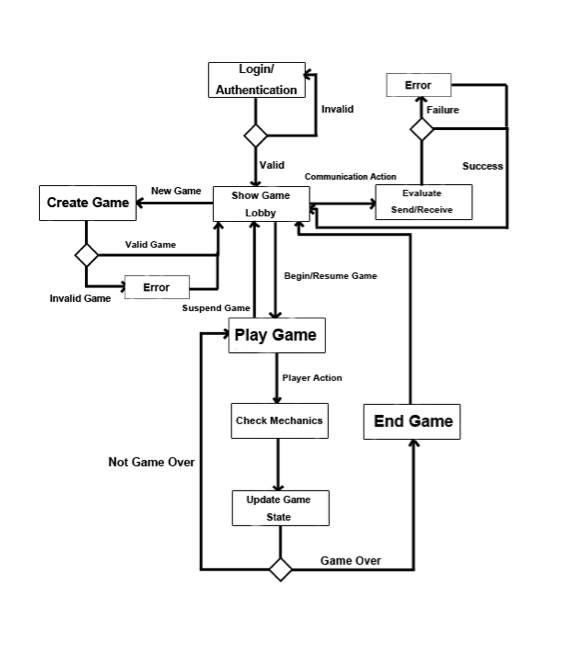 Login/
Authentication
Invalid
Valid
Error
Failure
Success
Communication Action
Evaluate
Send/Receive
New Game
Show Game
Lobby
Create Game
Valid Game
Error
Invalid Game
Suspend Game
Begin/Resume Game
Play Game
Player Action
Check Mechanics
End Game
Not Game Over
Update Game
State
Game Over